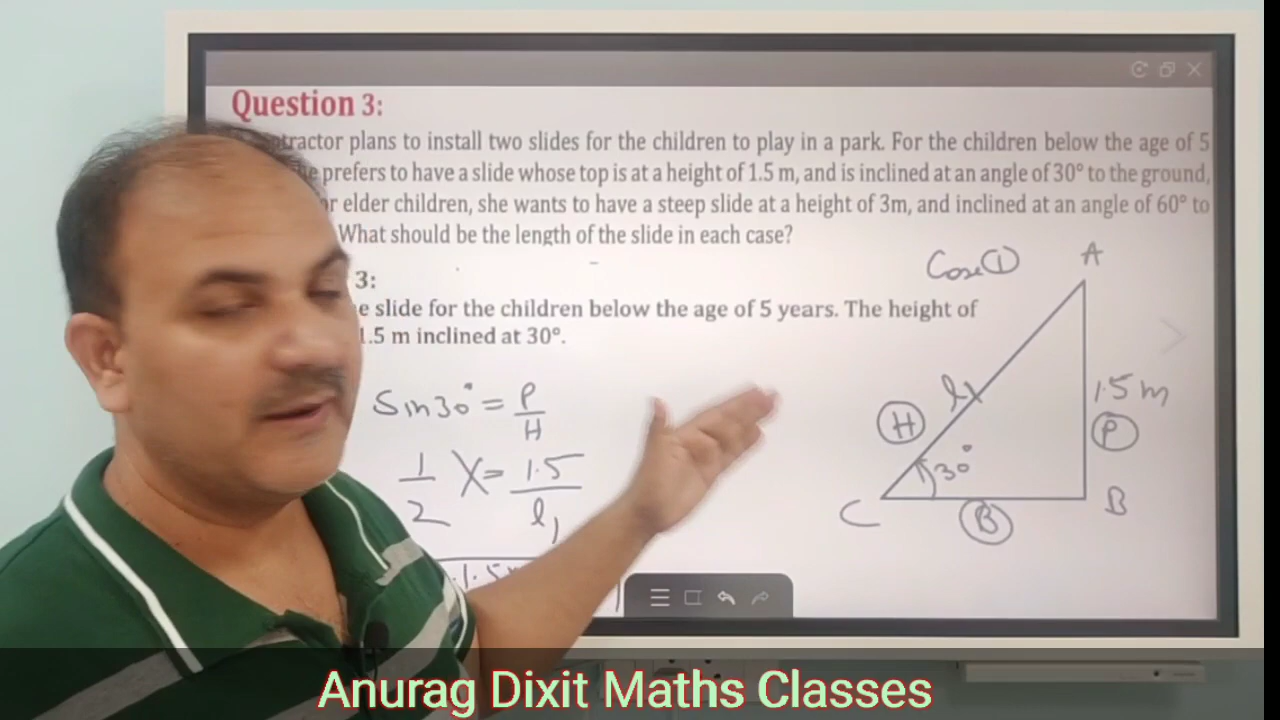 Question 3:
ntractor plans to install two slides for the children to play in a park. For the children below the age of 5
prefers to have a slide whose top is at a height of 1.5 m, and is inclined at an angle of 30° to the ground,
r elder children, she wants to have a steep slide at a height of 3m, and inclined at an angle of 60° to
What should be the length of the slide in each case?
3:
e slide for the children below the age of 5 years. The height of
1.5 m inclined at 30°.
Case 1
A
Sin30° = P/H
1/2 = 1.5/l₁
1.5
l₁
1.5 m
H
P
30°
C
B
B
Anurag Dixit Maths Classes